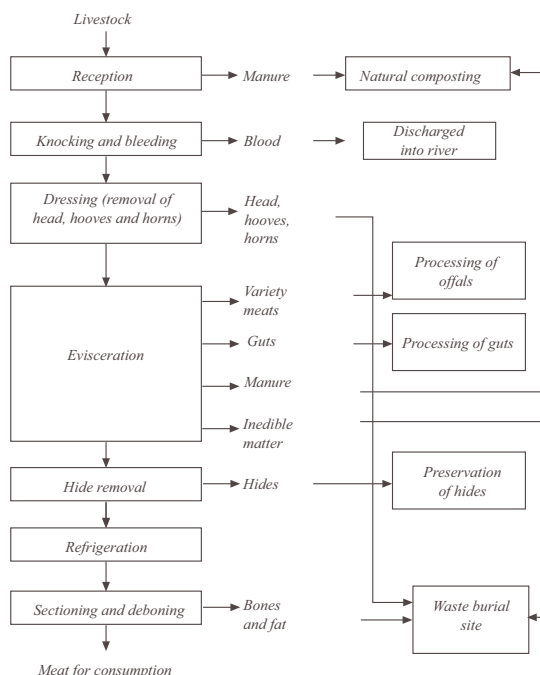 Livestock
Reception
Manure
Natural composting
Knocking and bleeding
Blood
Discharged
into river
Dressing (removal of
head, hooves and horns)
Head,
hooves,
horns
Processing of
offals
Variety
meats
Evisceration
Guts
Processing of guts
Manure
Inedible
matter
Hide removal
Hides
Preservation
of hides
Refrigeration
Sectioning and deboning
Bones
and fat
Waste burial
site
Meat for consumption